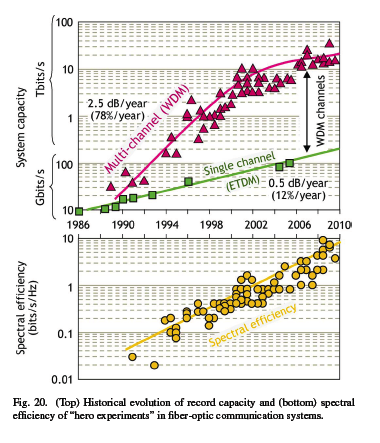 100
10
1
100
10
System capacity
Tbits/s
Gbits/s
2.5 dB/year
(78%/year)
Multi-channel (WDM)
WDM channels
Single channel
(ETDM)
0.5 dB/year
(12%/year)
1986 1990 1994 1998 2002 2006 2010
10
1
0.1
0.01
Spectral efficiency
(bits/s/Hz)
Spectral efficiency
Fig. 20. (Top) Historical evolution of record capacity and (bottom) spectral
efficiency of “hero experiments” in fiber-optic communication systems.